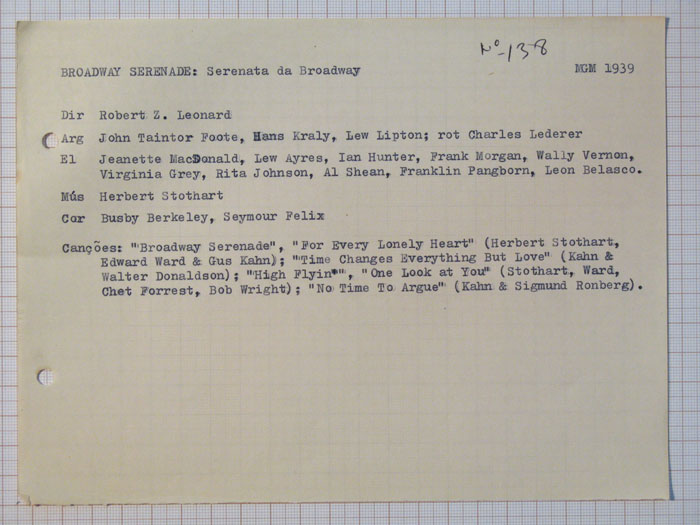 Nº-138
BROADWAY SERENADE: Serenata da Broadway MGM 1939
Dir Robert Z. Leonard
Arg John Taintor Foote, Hans Kraly, Lew Lipton; rot Charles Lederer
El Jeanette MacDonald, Lew Ayres, Ian Hunter, Frank Morgan, Wally Vernon,
Virginia Grey, Rita Johnson, Al Shean, Franklin Pangborn, Leon Belasco.
Mús Herbert Stothart
Cor Busby Berkeley, Seymour Felix
Canções: "Broadway Serenade", "For Every Lonely Heart" (Herbert Stothart,
Edward Ward & Gus Kahn); "Time Changes Everything But Love" (Kahn &
Walter Donaldson); "High Flyin'", "One Look at You" (Stothart, Ward,
Chet Forrest, Bob Wright); "No Time To Argue" (Kahn & Sigmund Ronberg).